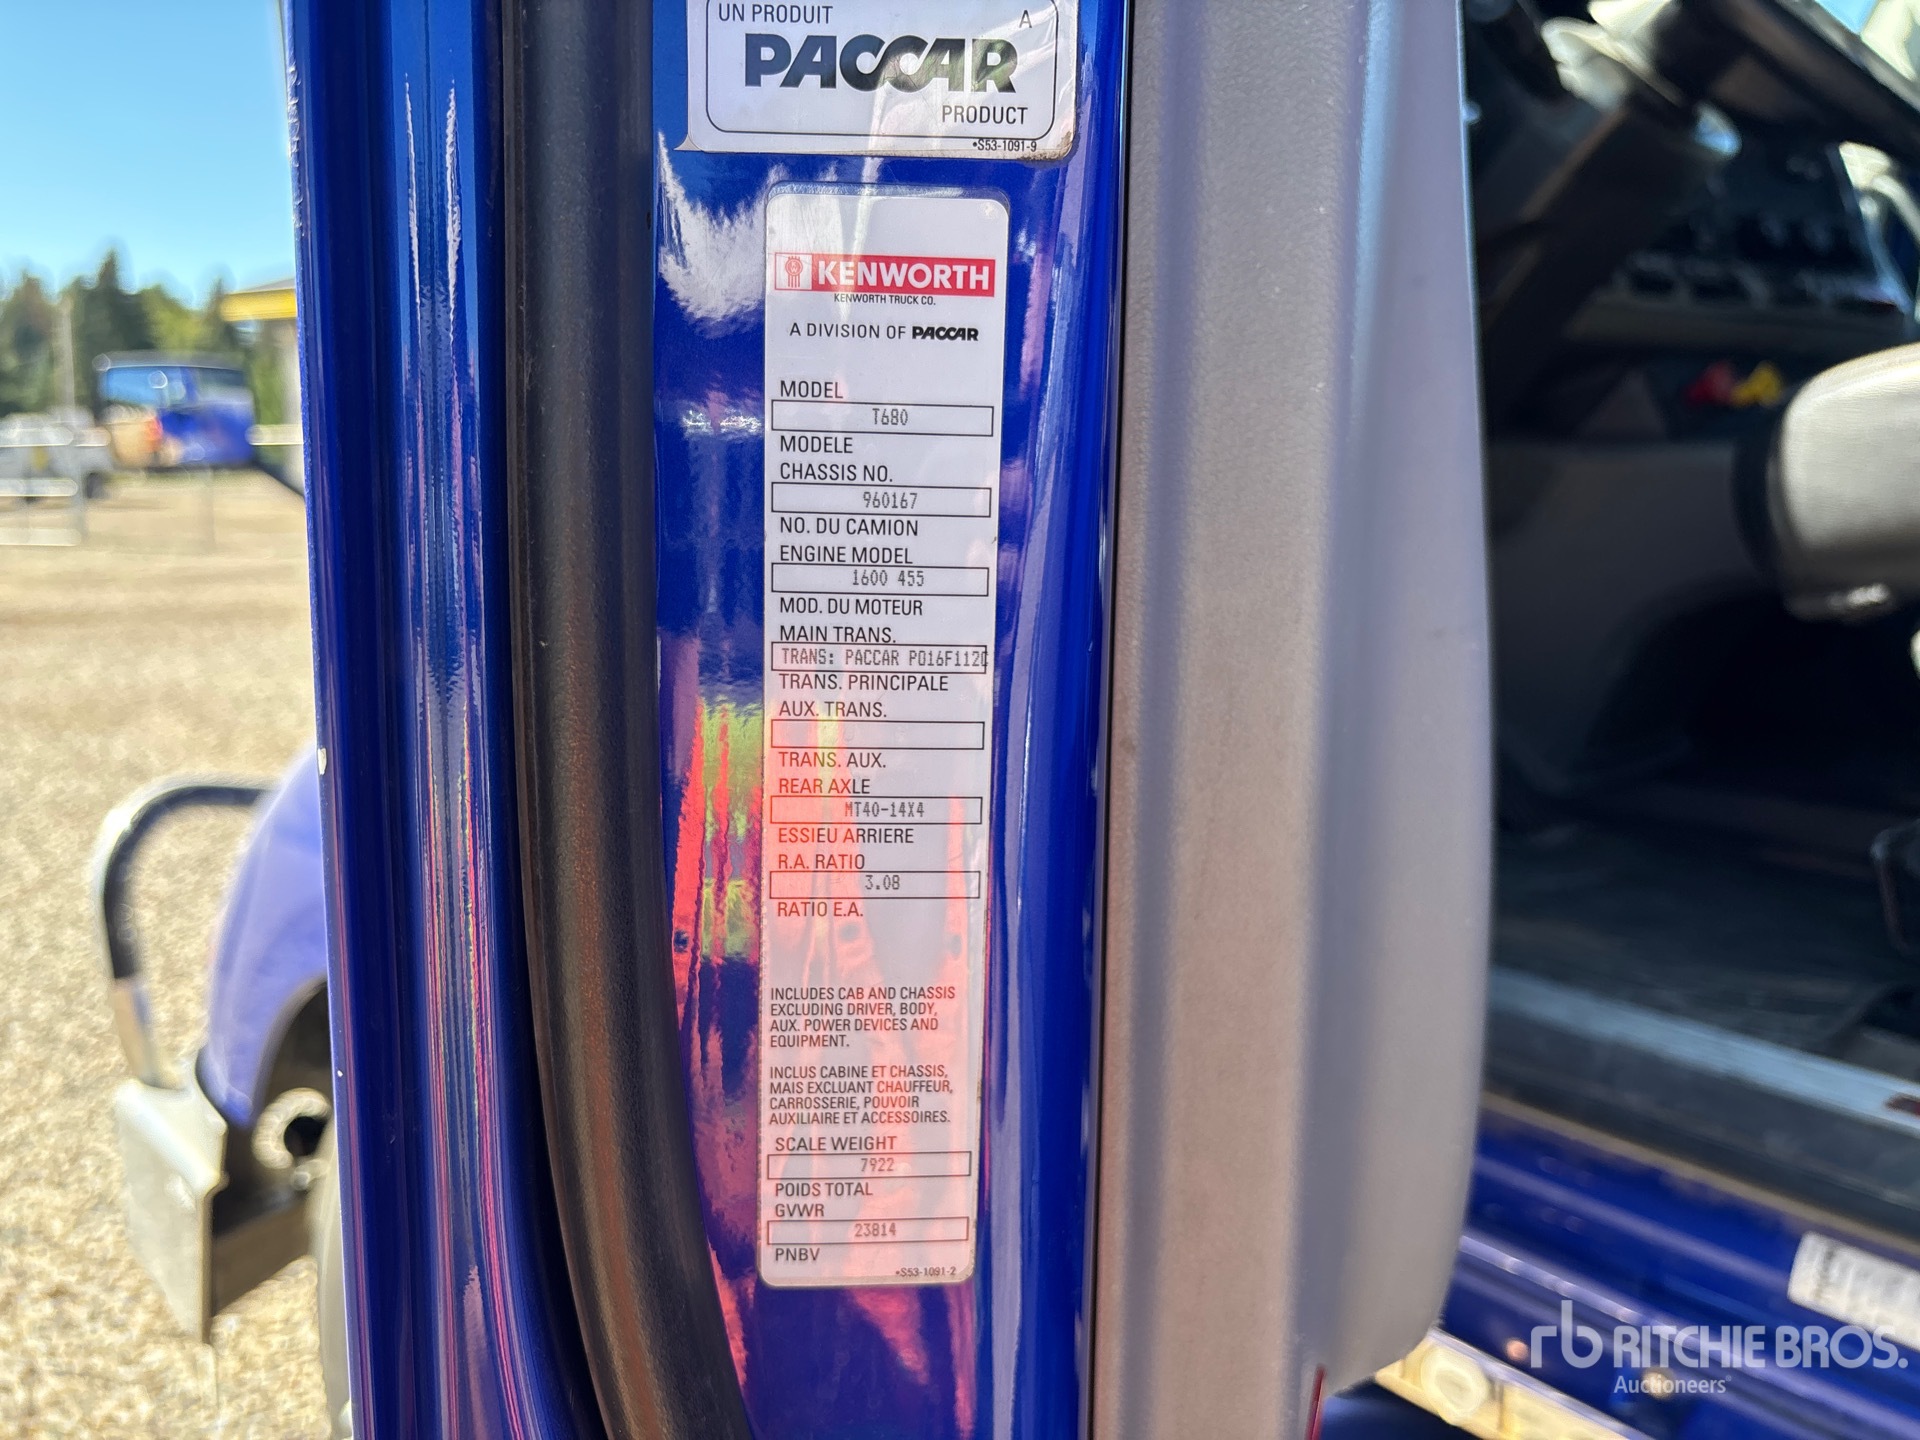 UN PRODUIT A
PACCAR
PRODUCT
•S53-1091-9
KENWORTH
KENWORTH TRUCK CO.
A DIVISION OF PACCAR
MODEL
T680
MODELE
CHASSIS NO.
960167
NO. DU CAMION
ENGINE MODEL
1600 455
MOD. DU MOTEUR
MAIN TRANS.
TRANS: PACCAR PO16F112C
TRANS. PRINCIPALE
AUX. TRANS.
TRANS. AUX.
REAR AXLE
MT40-14X4
ESSIEU ARRIERE
R.A. RATIO
3.08
RATIO E.A.
INCLUDES CAB AND CHASSIS
EXCLUDING DRIVER, BODY,
AUX. POWER DEVICES AND
EQUIPMENT.
INCLUS CABINE ET CHASSIS,
MAIS EXCLUANT CHAUFFEUR,
CARROSSERIE, POUVOIR
AUXILIAIRE ET ACCESSOIRES.
SCALE WEIGHT
7922
POIDS TOTAL
GVWR
23814
PNBV
•S53-1091-2
rb RITCHIE BROS.
Auctioneers